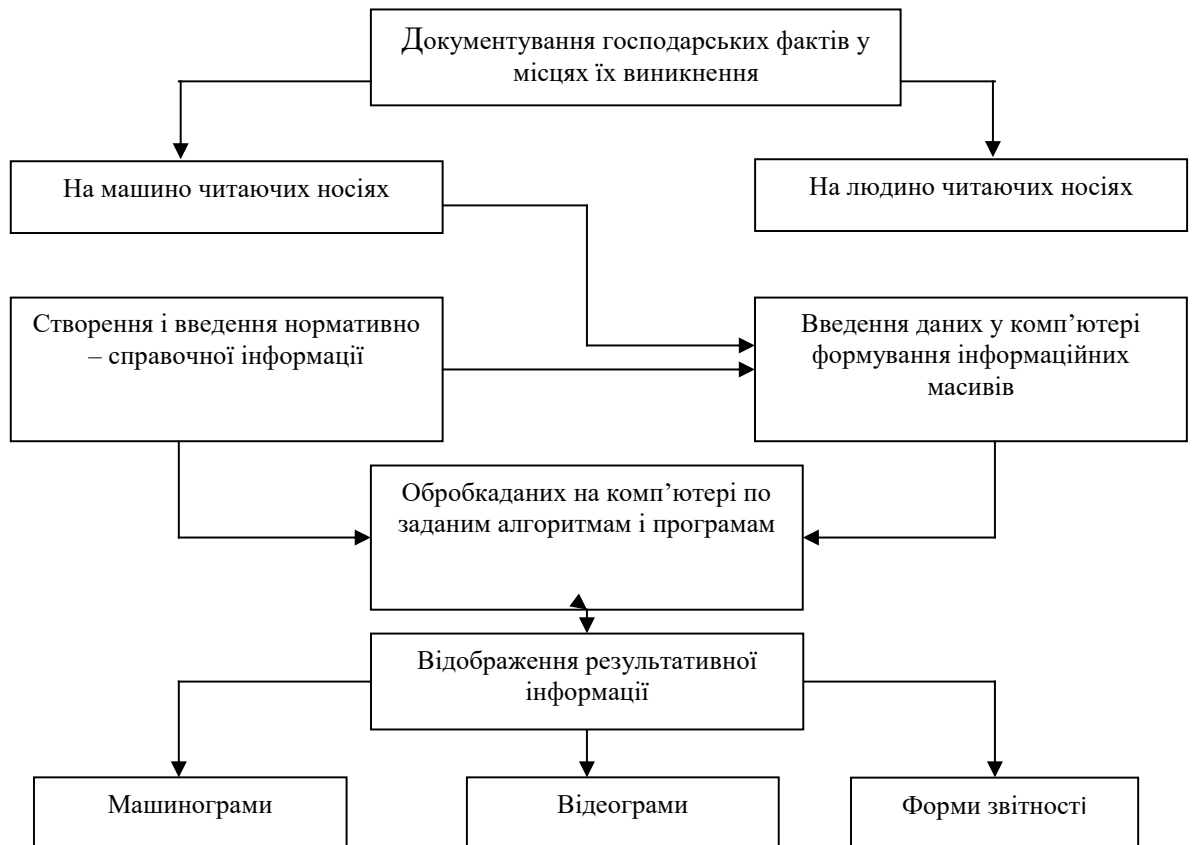 Документування господарських фактів у
місцях їх виникнення
На машино читаючих носіях
На людино читаючих носіях
Створення і введення нормативно
– справочної інформації
Введення даних у комп’ютері
формування інформаційних
масивів
Обробкаданих на комп’ютері по
заданим алгоритмам і програмам
Відображення результативної
інформації
Машинограми
Відеограми
Форми звітності